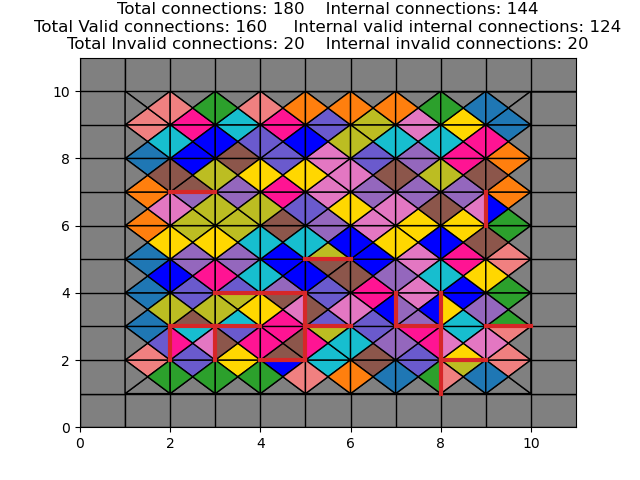 Total connections: 180    Internal connections: 144
Total Valid connections: 160     Internal valid internal connections: 124
Total Invalid connections: 20    Internal invalid connections: 20
10
8
6
4
2
0
0 2 4 6 8 10